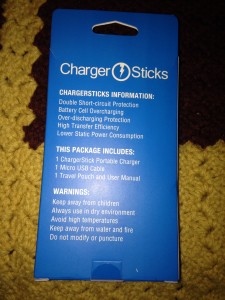 Charger Sticks
CHARGERSTICKS INFORMATION:
Double Short-circuit Protection
Battery Cell Overcharging
Over-discharging Protection
High Transfer Efficiency
Lower Static Power Consumption
THIS PACKAGE INCLUDES:
1 ChargerStick Portable Charger
1 Micro USB Cable
1 Travel Pouch and User Manual
WARNINGS:
Keep away from children
Always use in dry environment
Avoid high temperatures
Keep away from water and fire
Do not modify or puncture